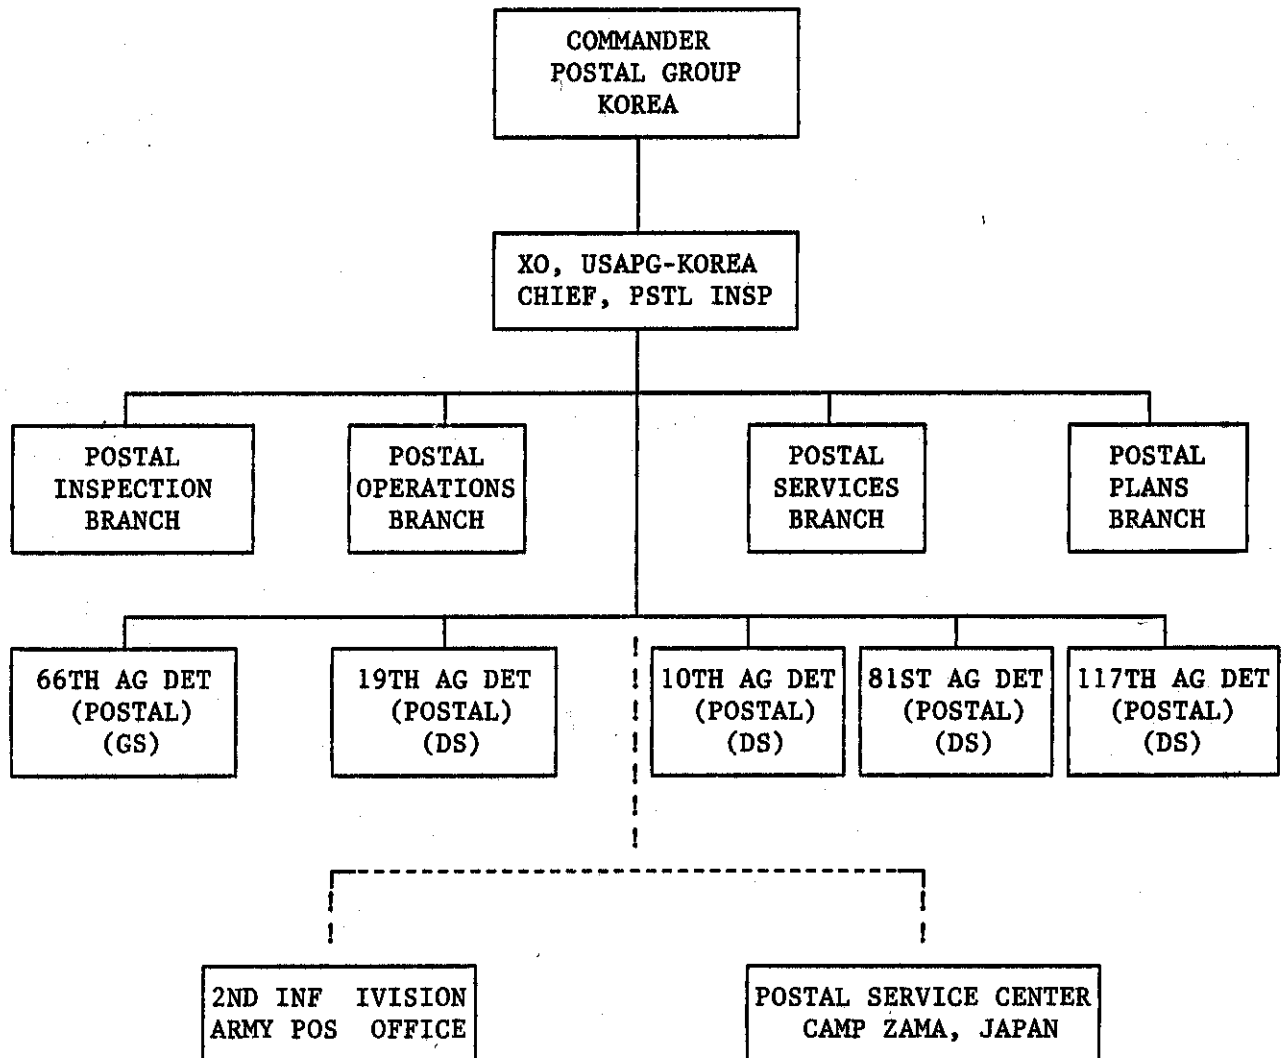 COMMANDER
POSTAL GROUP
KOREA
XO, USAPG-KOREA
CHIEF, PSTL INSP
POSTAL
INSPECTION
BRANCH
POSTAL
OPERATIONS
BRANCH
POSTAL
SERVICES
BRANCH
POSTAL
PLANS
BRANCH
66TH AG DET
(POSTAL)
(GS)
19TH AG DET
(POSTAL)
(DS)
10TH AG DET
(POSTAL)
(DS)
81ST AG DET
(POSTAL)
(DS)
117TH AG DET
(POSTAL)
(DS)
2ND INF IVISION
ARMY POS OFFICE
POSTAL SERVICE CENTER
CAMP ZAMA, JAPAN